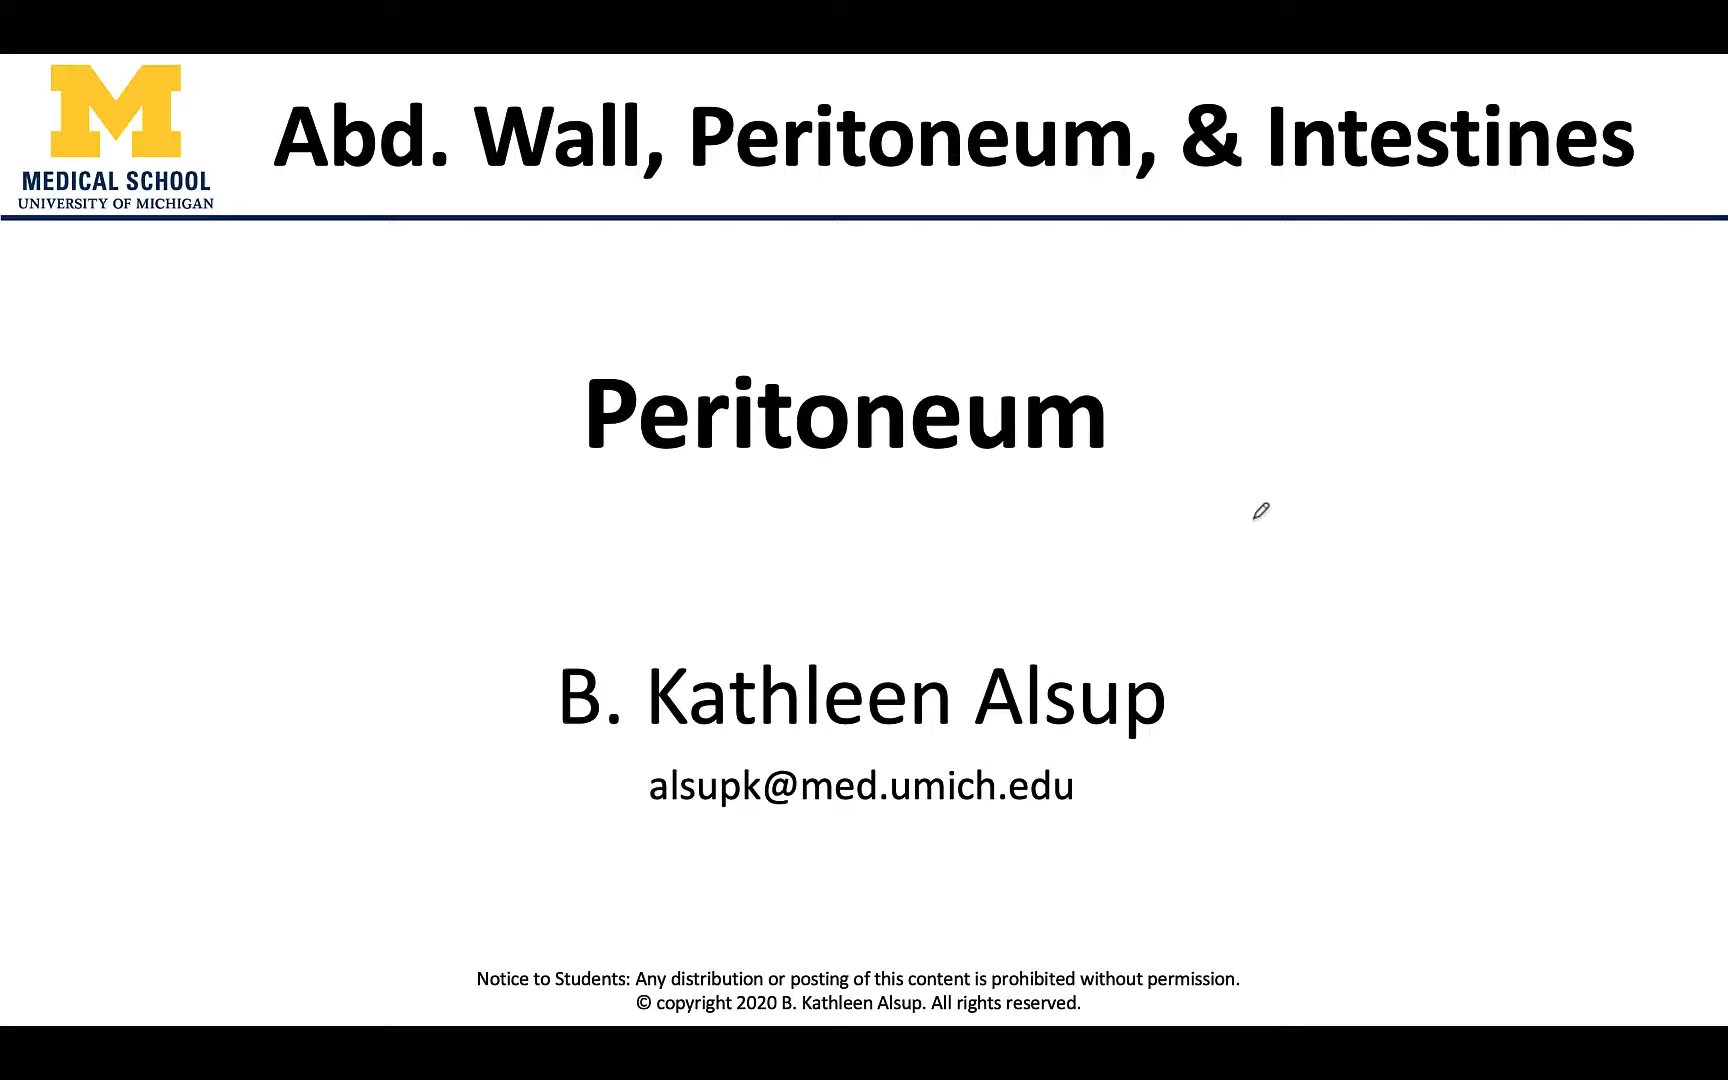 MEDICAL SCHOOL
UNIVERSITY OF MICHIGAN
Abd. Wall, Peritoneum, & Intestines
Peritoneum
B. Kathleen Alsup
alsupk@med.umich.edu
Notice to Students: Any distribution or posting of this content is prohibited without permission.
© copyright 2020 B. Kathleen Alsup. All rights reserved.